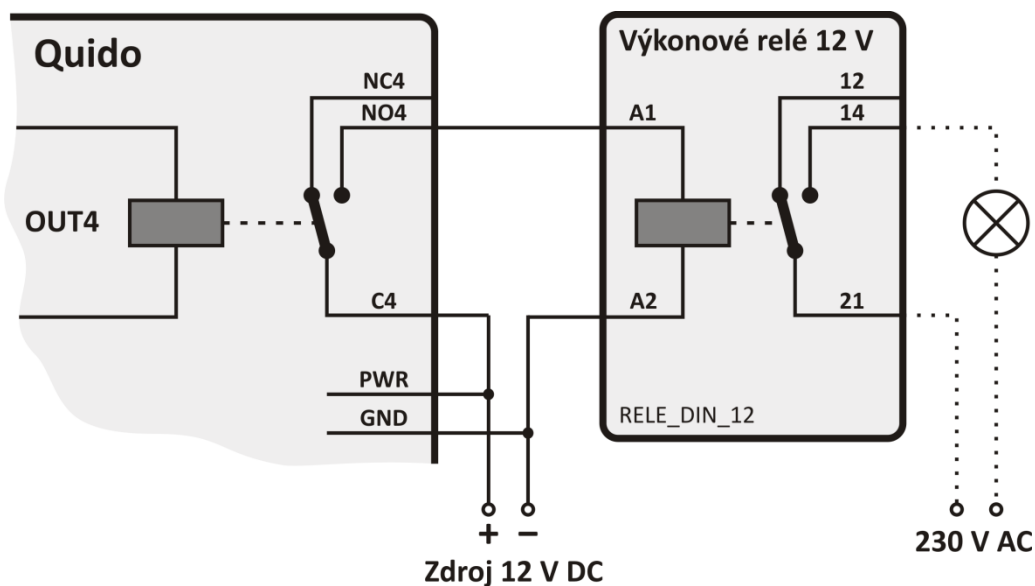 Quido
NC4
NO4
OUT4
C4
PWR
GND
+ −
Zdroj 12 V DC
Výkonové relé 12 V
12
14
A1
A2
21
RELE_DIN_12
230 V AC